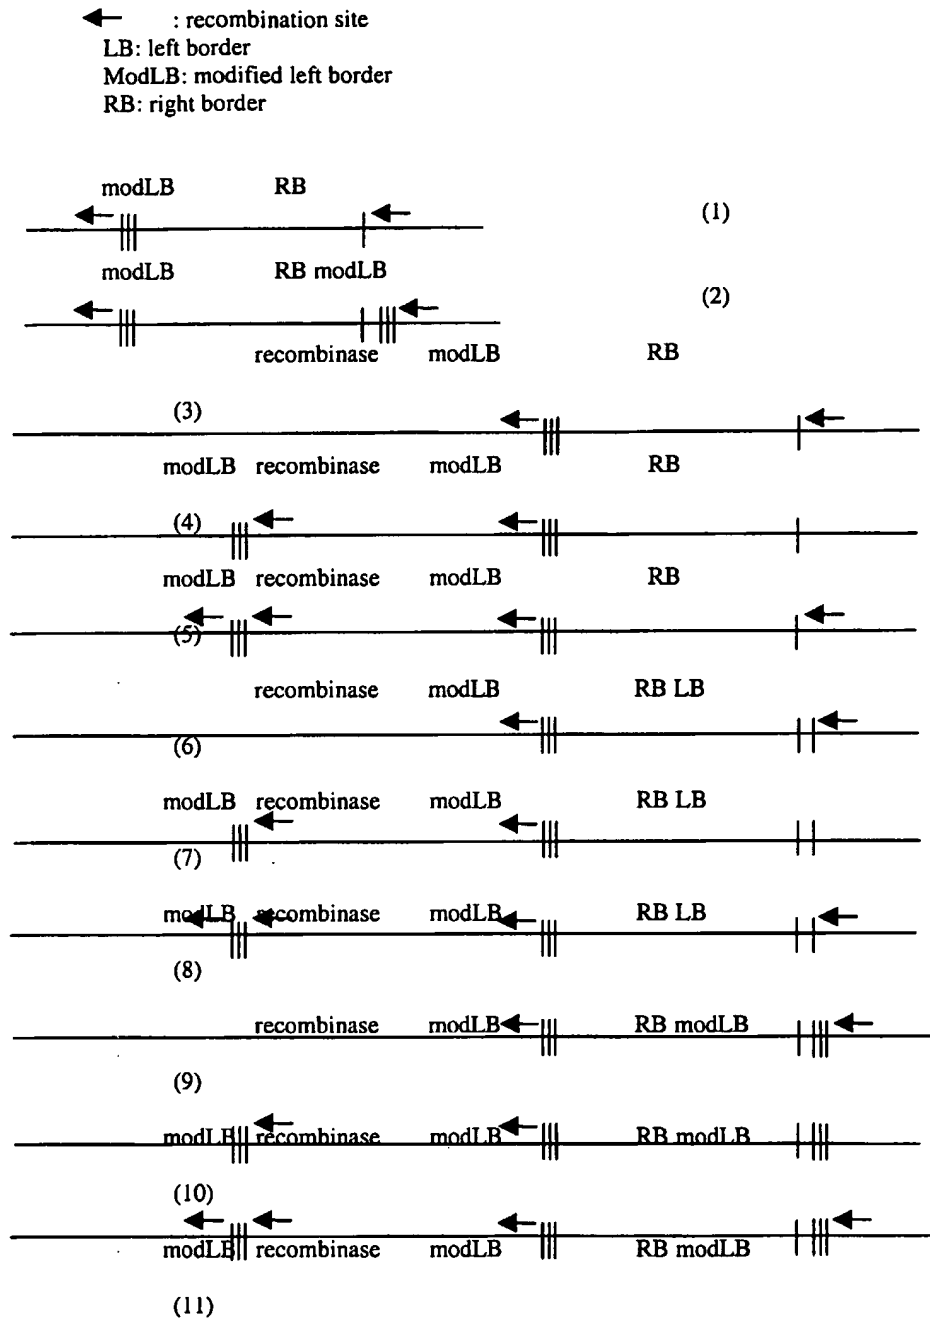 : recombination site
LB: left border
ModLB: modified left border
RB: right border
modLB RB
(1)
modLB RB modLB
(2)
recombinase modLB RB
(3)
modLB recombinase modLB RB
(4)
modLB recombinase modLB RB
(5)
recombinase modLB RB LB
(6)
modLB recombinase modLB RB LB
(7)
modLB recombinase modLB RB LB
(8)
recombinase modLB RB modLB
(9)
modLB recombinase modLB RB modLB
(10)
modLB recombinase modLB RB modLB
(11)